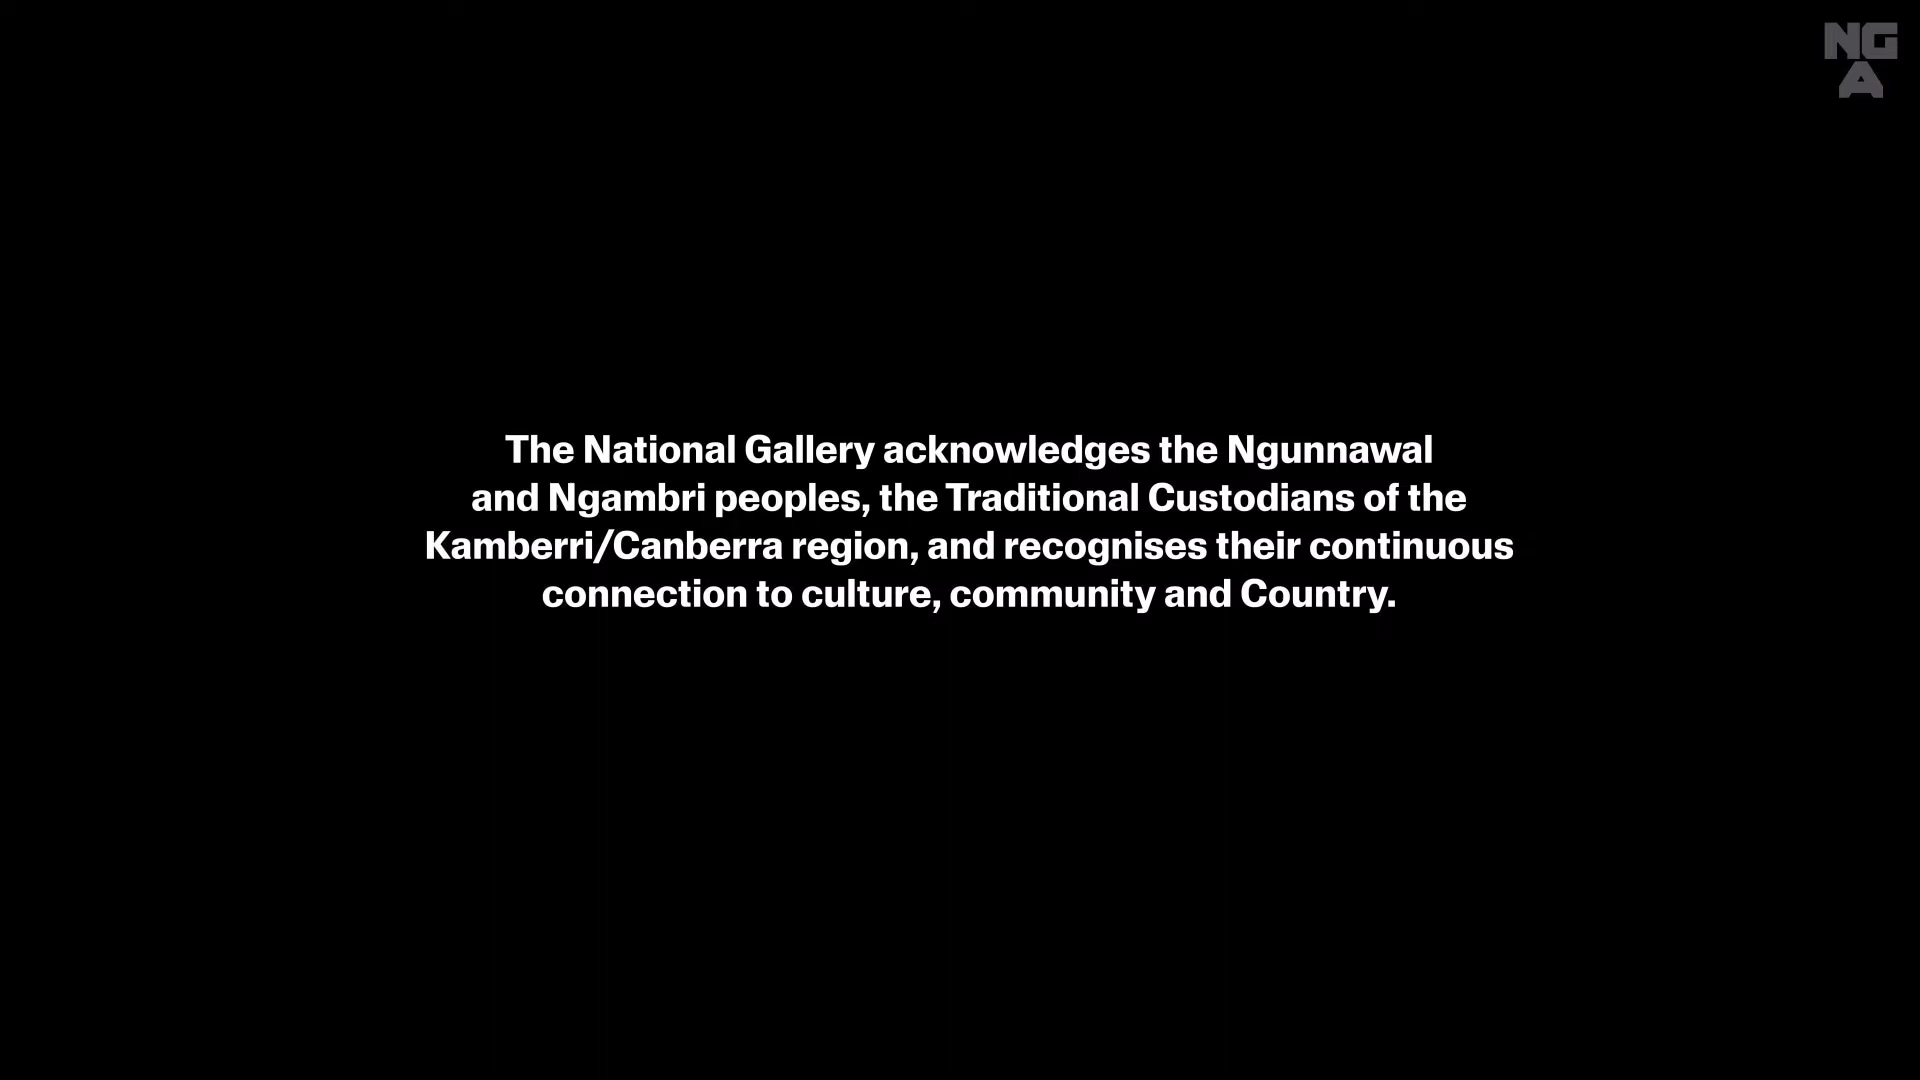 NG
A
The National Gallery acknowledges the Ngunnawal
and Ngambri peoples, the Traditional Custodians of the
Kamberri/Canberra region, and recognises their continuous
connection to culture, community and Country.